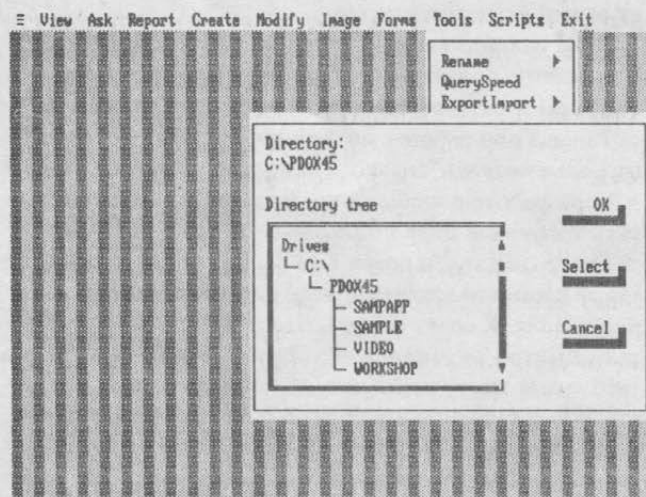 ≡ View Ask Report Create Modify Image Forms Tools Scripts Exit
Rename
QuerySpeed
ExportImport
Directory:
C:\PDOX45
Directory tree
OK
Drives
C:\
PDOX45
Select
SAMPAPP
SAMPLE
Cancel
VIDEO
WORKSHOP